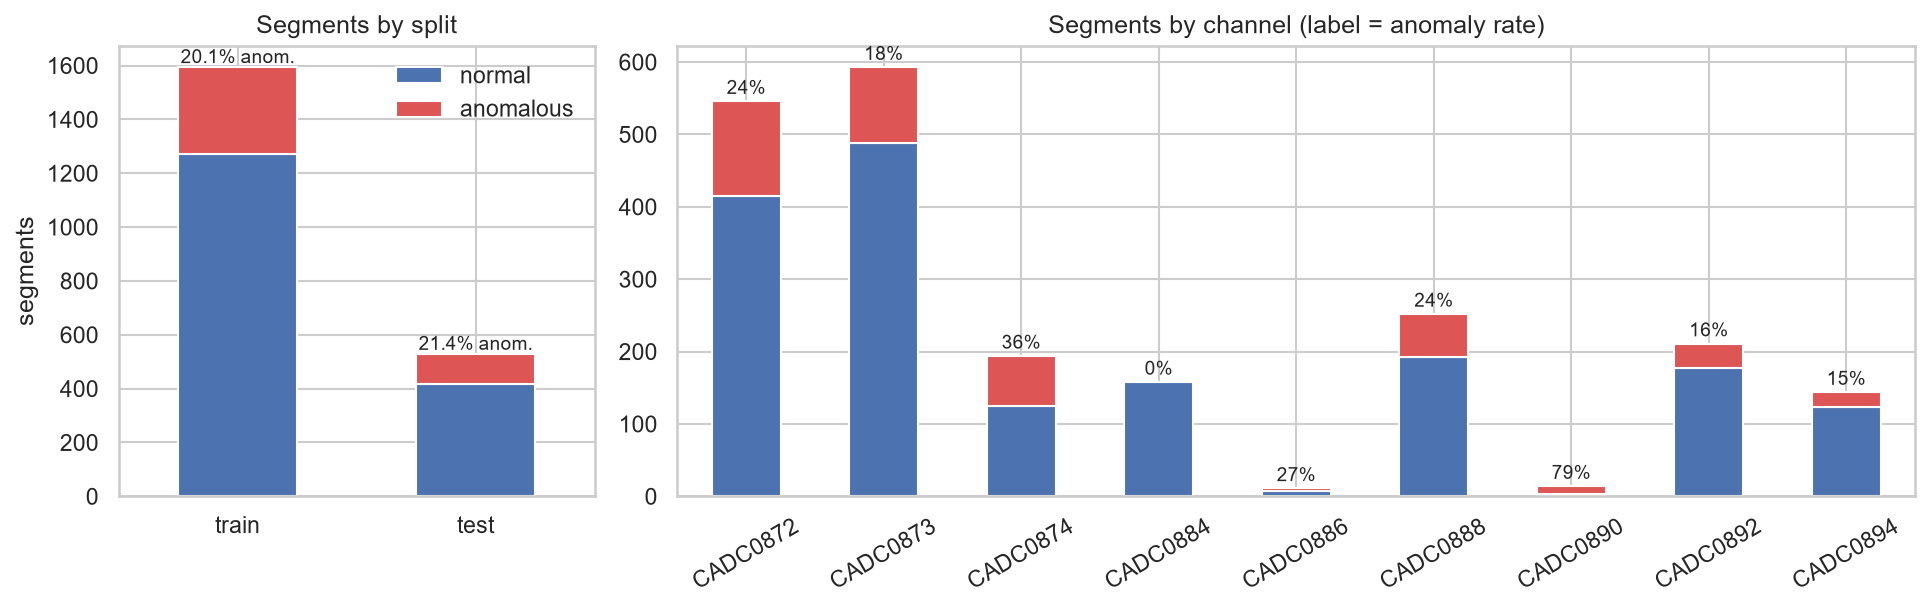 Segments by split
segments
1600
1400
1200
1000
800
600
400
200
0
20.1% anom.
21.4% anom.
normal
anomalous
train
test
Segments by channel (label = anomaly rate)
600
500
400
300
200
100
0
24%
18%
36%
0%
27%
24%
79%
16%
15%
CADC0872
CADC0873
CADC0874
CADC0884
CADC0886
CADC0888
CADC0890
CADC0892
CADC0894